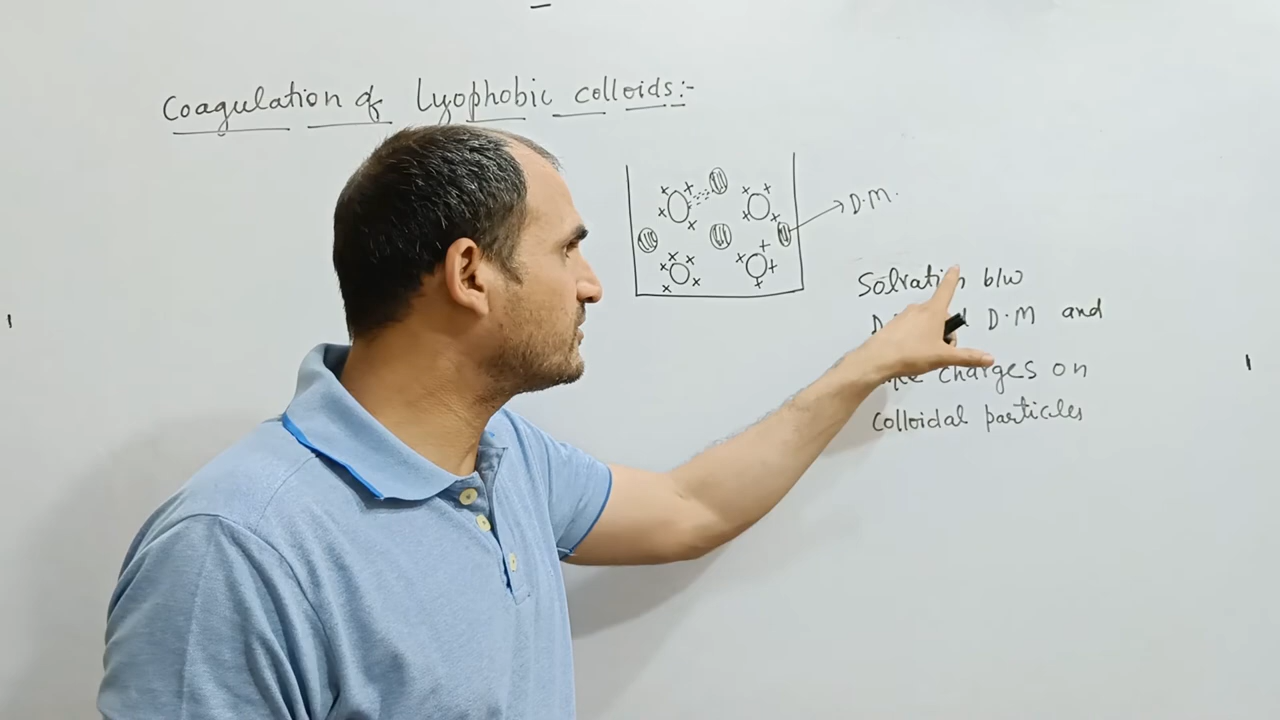 Coagulation of Lyophobic colloids:-
D.M.
Solvation b/w
D.M and
charges on
colloidal particles